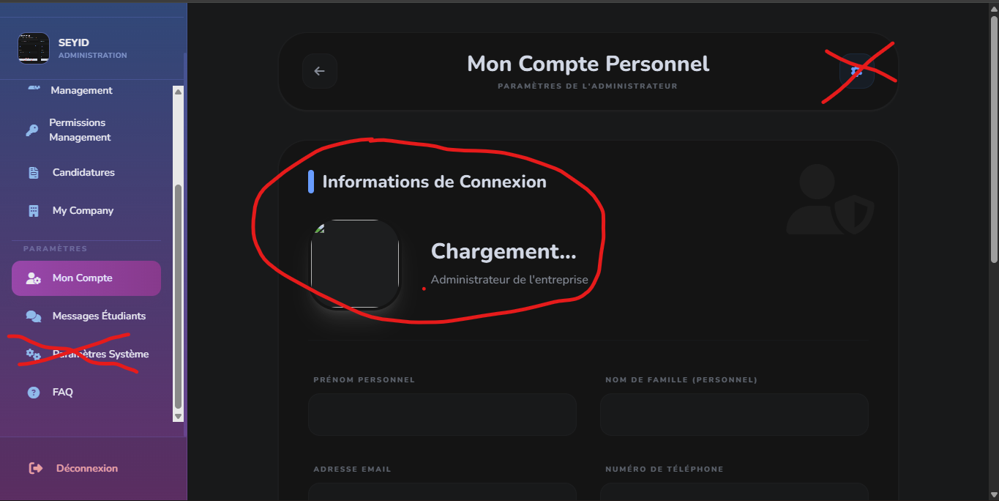 SEYID
ADMINISTRATION
Management
Permissions
Management
Candidatures
My Company
PARAMÈTRES
Mon Compte
Messages Étudiants
Paramètres Système
FAQ
Déconnexion
Mon Compte Personnel
PARAMÈTRES DE L'ADMINISTRATEUR
Informations de Connexion
Chargement...
Administrateur de l'entreprise
PRÉNOM PERSONNEL
NOM DE FAMILLE (PERSONNEL)
ADRESSE EMAIL
NUMÉRO DE TÉLÉPHONE